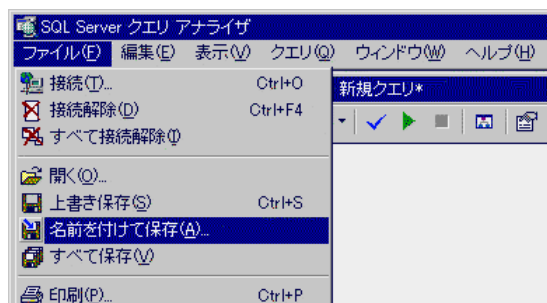 SQL Server クエリ アナライザ
ファイル(F) 編集(E) 表示(V) クエリ(Q) ウィンドウ(W) ヘルプ(H)
接続(T)... Ctrl+O
接続解除(D) Ctrl+F4
すべて接続解除(I)
開く(O)...
上書き保存(S) Ctrl+S
名前を付けて保存(A)...
すべて保存(V)
印刷(P)... Ctrl+P
新規クエリ*